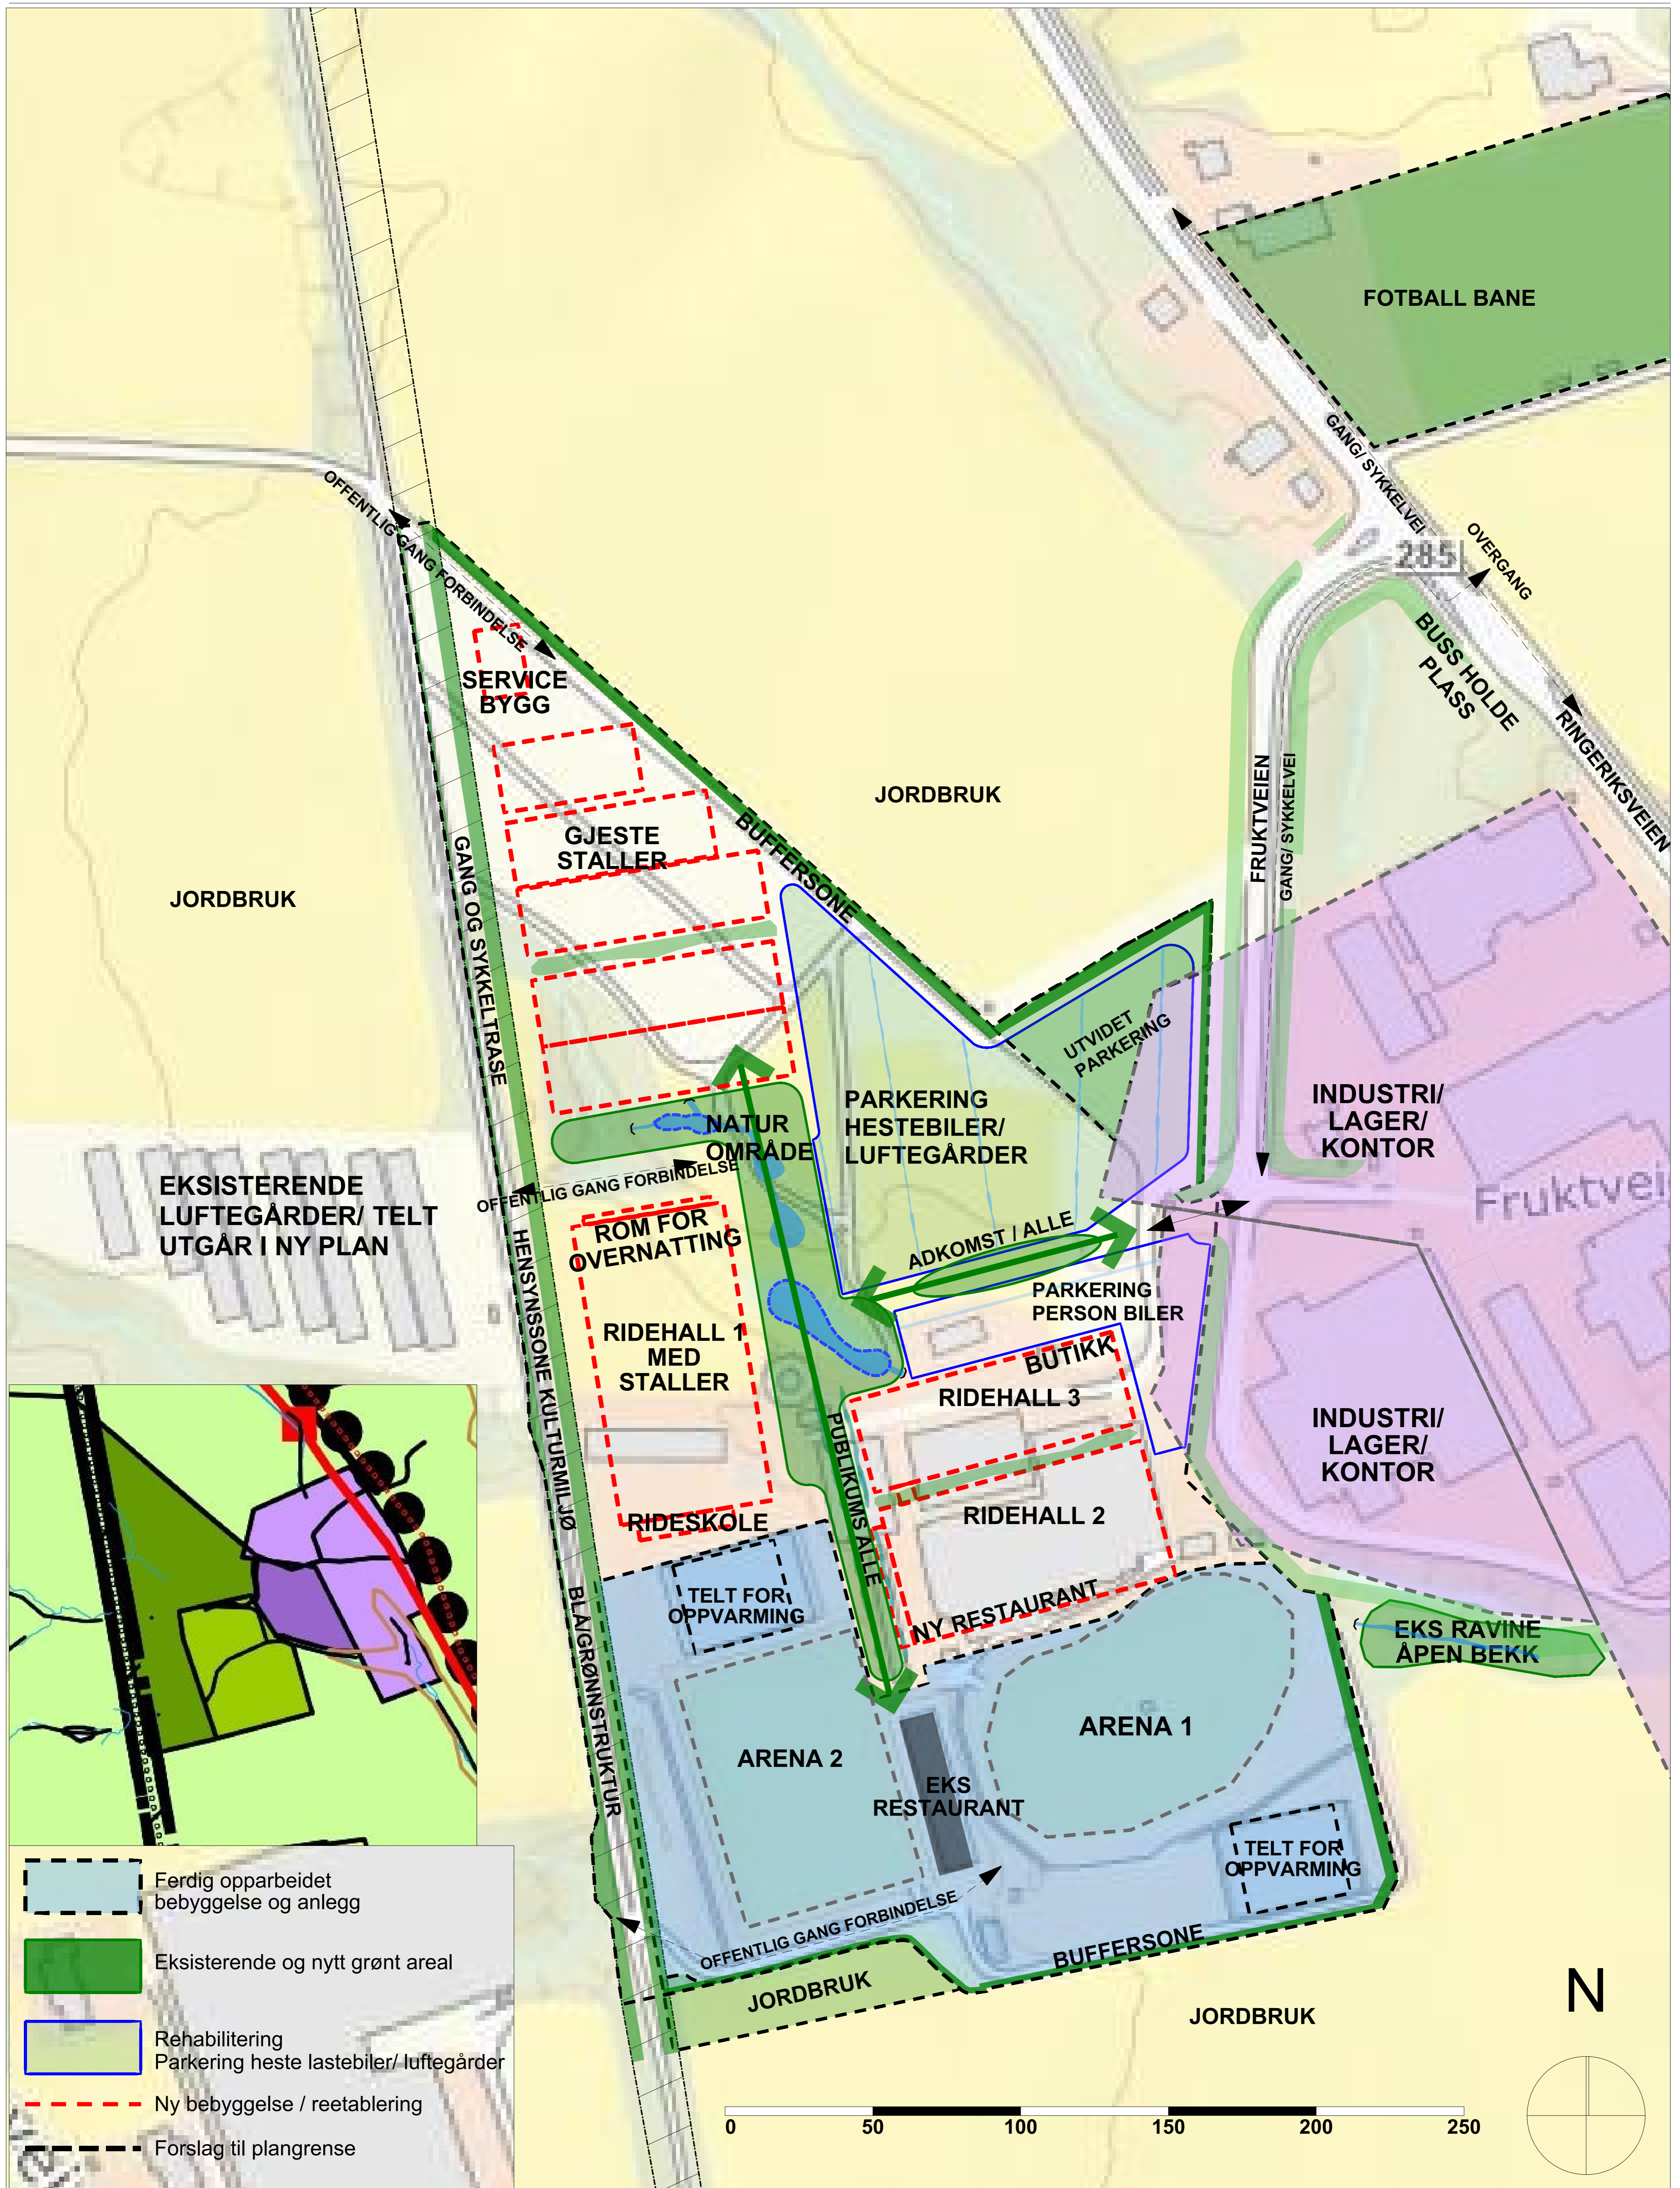 FOTBALL BANE
GANG/ SYKKELVEI
285
OVERGANG
BUSS HOLDE
PLASS
RINGERIKSVEIEN
OFFENTLIG GANG FORBINDELSE
SERVICE
BYGG
FRUKTVEIEN
GANG/ SYKKELVEI
JORDBRUK
BUFFERSONE
GJESTE
STALLER
JORDBRUK
GANG OG SYKKELTRASE
UTVIDET
PARKERING
PARKERING
HESTEBILER/
LUFTEGÅRDER
NATUR
OMRÅDE
INDUSTRI/
LAGER/
KONTOR
OFFENTLIG GANG FORBINDELSE
EKSISTERENDE
LUFTEGÅRDER/ TELT
UTGÅR I NY PLAN
ROM FOR
OVERNATTING
ADKOMST / ALLE
PARKERING
PERSON BILER
HENSYNSSONE KULTURMILJØ
RIDEHALL 1
MED
STALLER
BUTIKK
RIDEHALL 3
PUBLIKUMS ALLE
INDUSTRI/
LAGER/
KONTOR
RIDESKOLE
RIDEHALL 2
TELT FOR
OPPVARMING
NY RESTAURANT
BLÅ/GRØNNSTRUKTUR
EKS RAVINE
ÅPEN BEKK
ARENA 1
ARENA 2
EKS
RESTAURANT
TELT FOR
OPPVARMING
OFFENTLIG GANG FORBINDELSE
BUFFERSONE
JORDBRUK
JORDBRUK
N
Ferdig opparbeidet
bebyggelse og anlegg
Eksisterende og nytt grønt areal
Rehabilitering
Parkering heste lastebiler/ luftegårder
Ny bebyggelse / reetablering
Forslag til plangrense
0 50 100 150 200 250